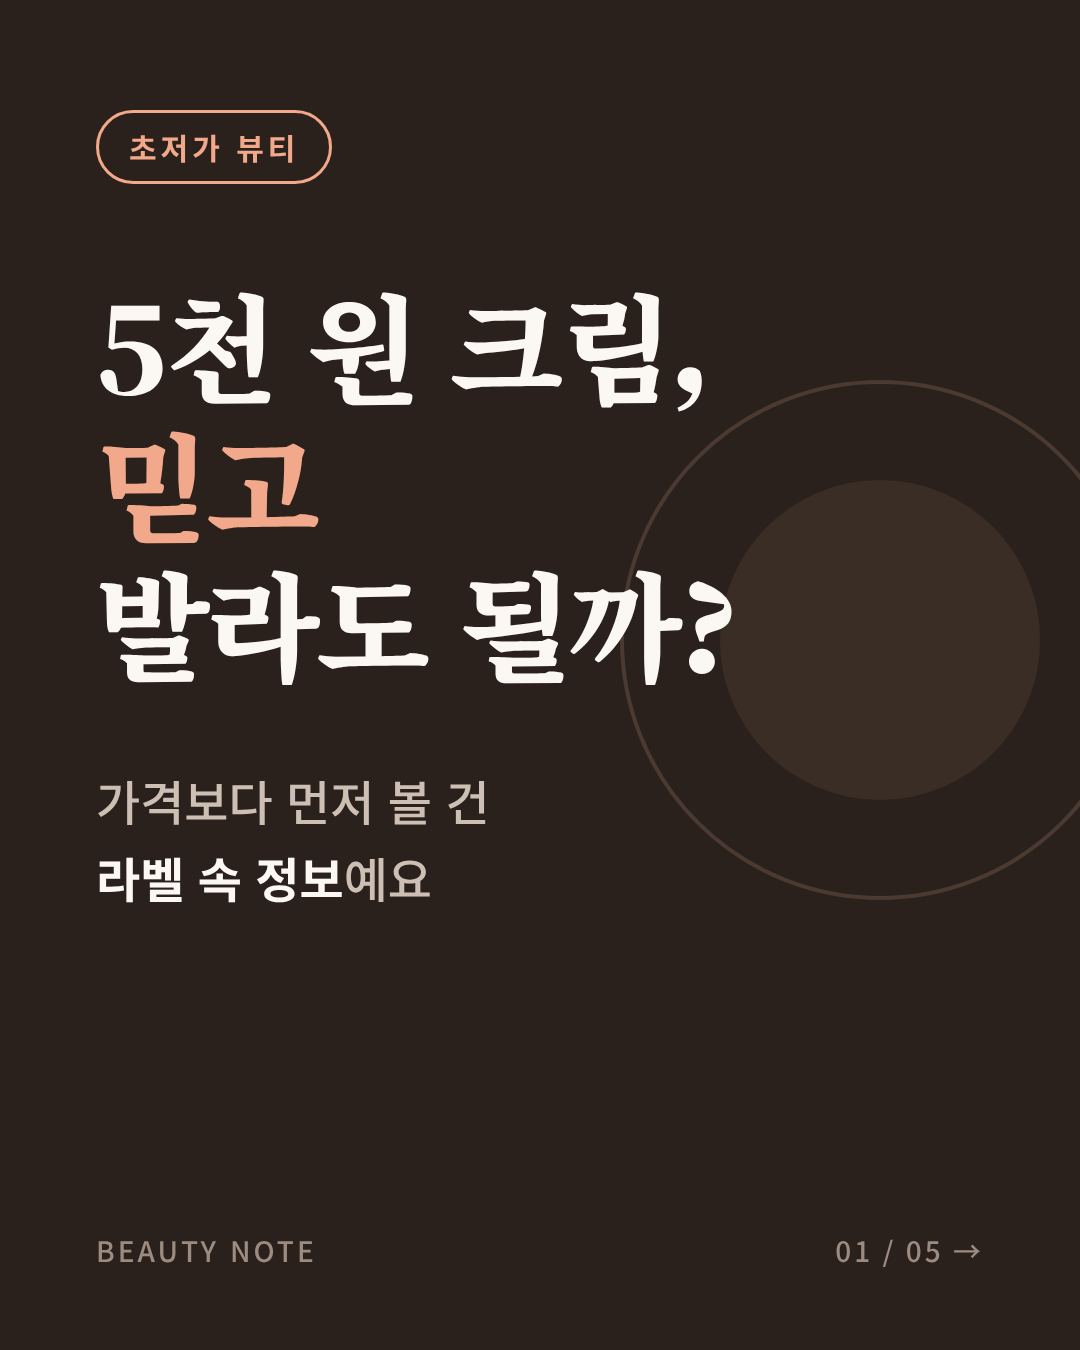 초저가 뷰티
5천 원 크림,
믿고
발라도 될까?
가격보다 먼저 볼 건
라벨 속 정보예요
BEAUTY NOTE
01 / 05 →